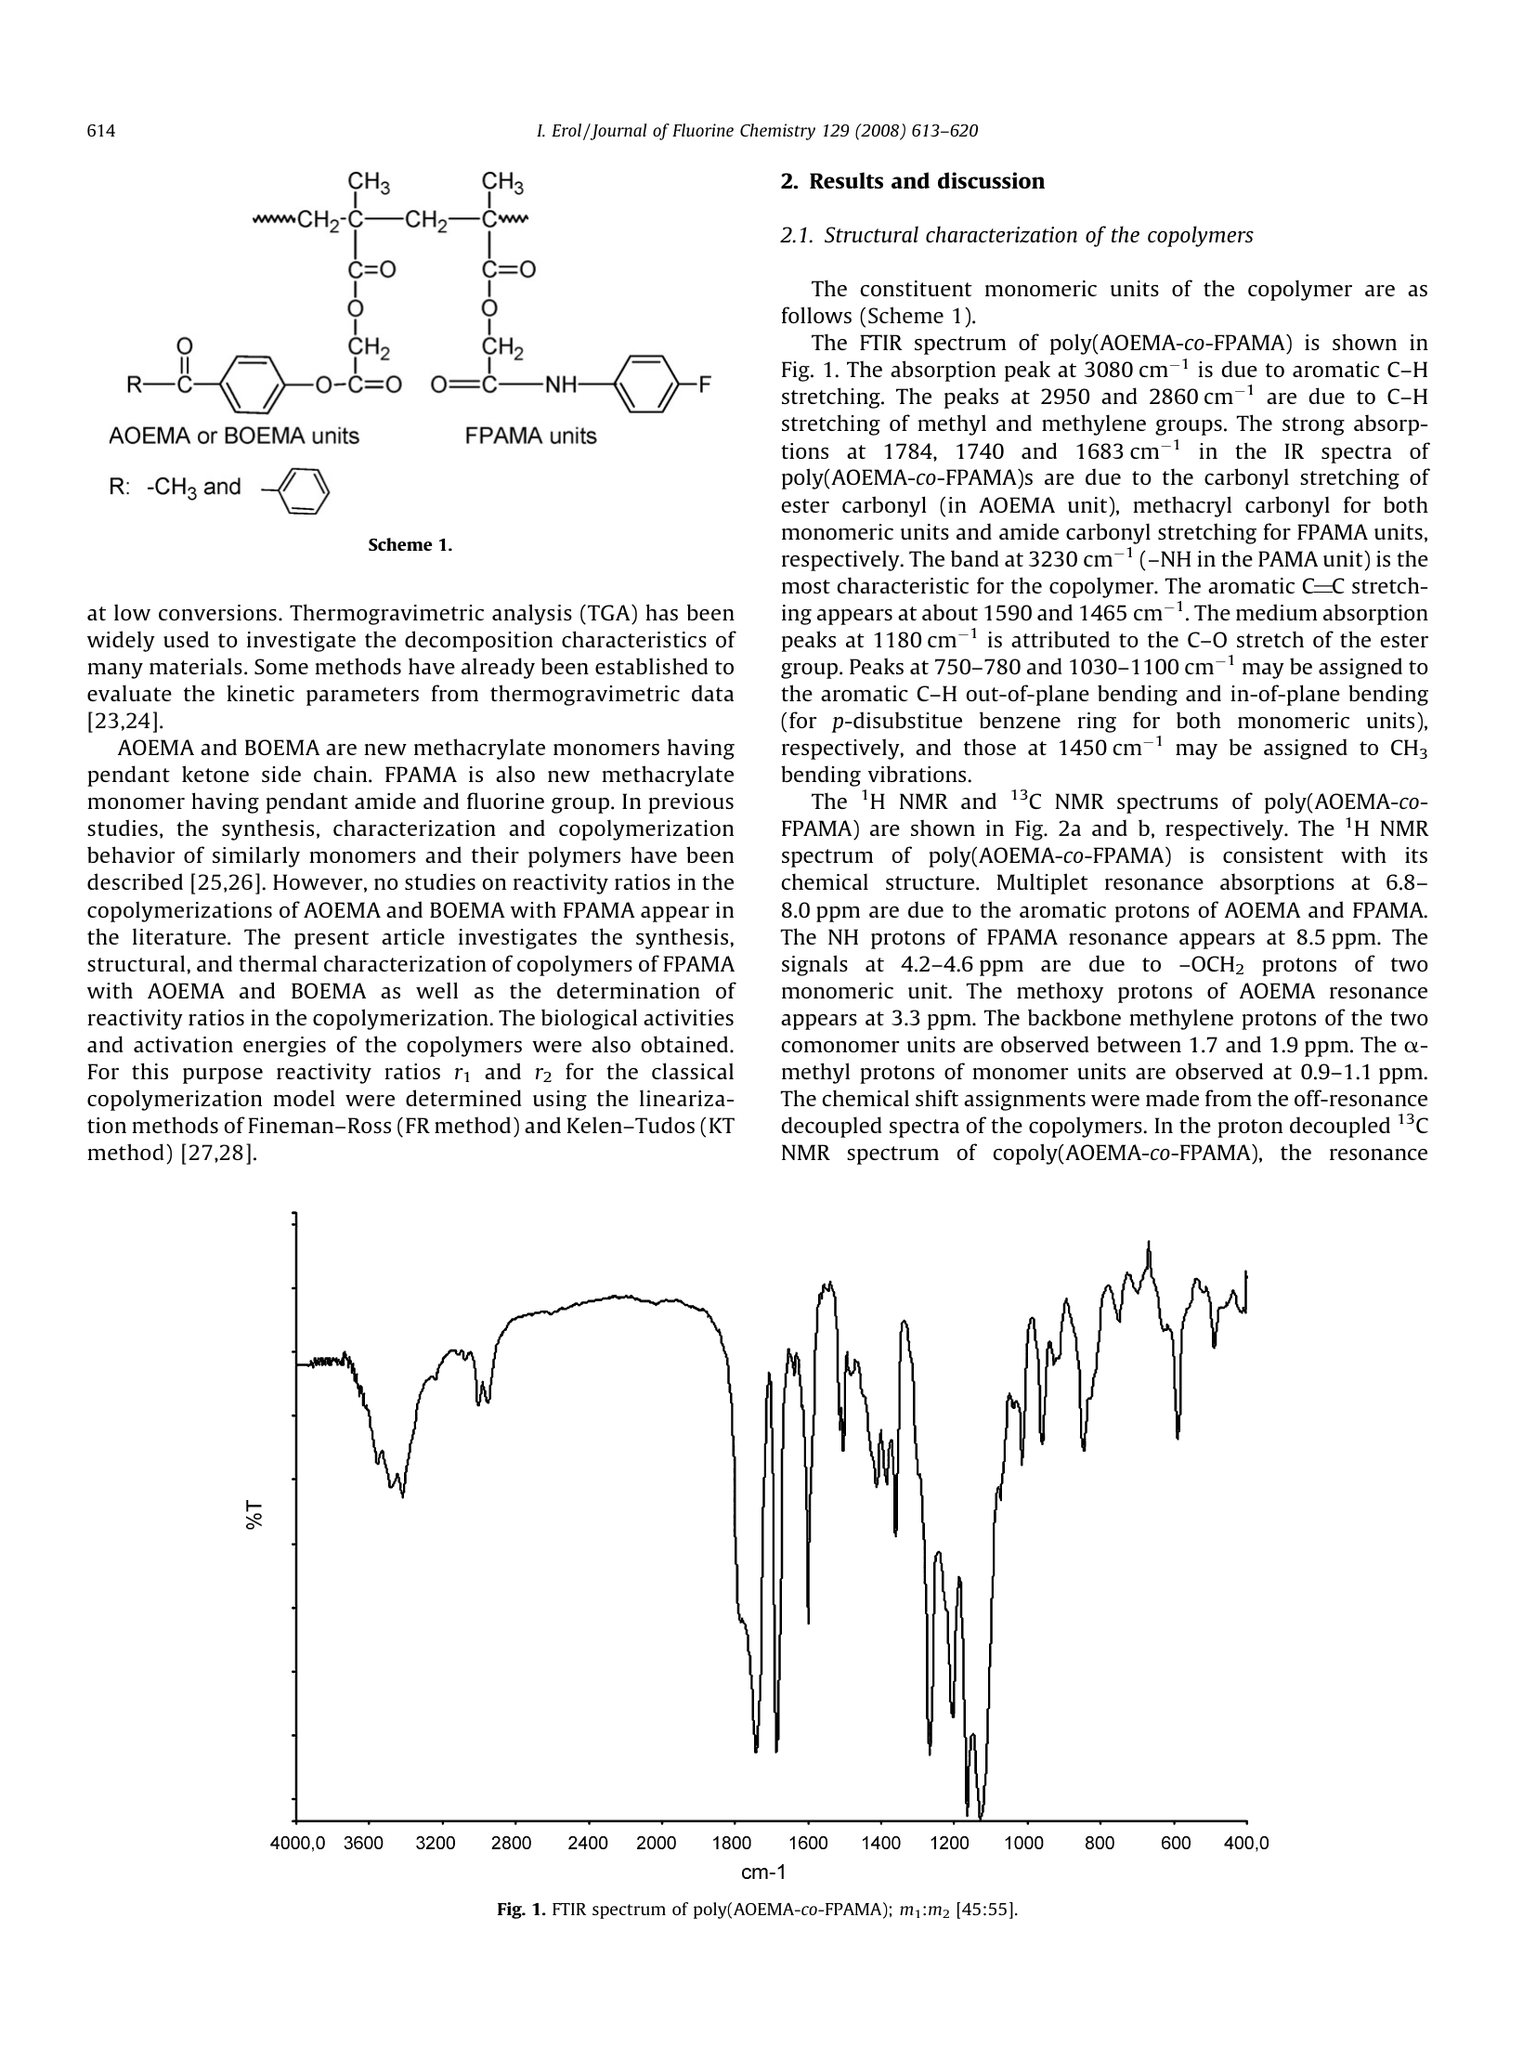 614
I. Erol / Journal of Fluorine Chemistry 129 (2008) 613–620
CH3 CH3
CH2-C CH2 C
C=O C=O
O O
O CH2 CH2
R C O C=O O C NH F
AOEMA or BOEMA units FPAMA units
R: -CH3 and
Scheme 1.
at low conversions. Thermogravimetric analysis (TGA) has been
widely used to investigate the decomposition characteristics of
many materials. Some methods have already been established to
evaluate the kinetic parameters from thermogravimetric data
[23,24].
AOEMA and BOEMA are new methacrylate monomers having
pendant ketone side chain. FPAMA is also new methacrylate
monomer having pendant amide and fluorine group. In previous
studies, the synthesis, characterization and copolymerization
behavior of similarly monomers and their polymers have been
described [25,26]. However, no studies on reactivity ratios in the
copolymerizations of AOEMA and BOEMA with FPAMA appear in
the literature. The present article investigates the synthesis,
structural, and thermal characterization of copolymers of FPAMA
with AOEMA and BOEMA as well as the determination of
reactivity ratios in the copolymerization. The biological activities
and activation energies of the copolymers were also obtained.
For this purpose reactivity ratios r1 and r2 for the classical
copolymerization model were determined using the lineariza-
tion methods of Fineman–Ross (FR method) and Kelen–Tudos (KT
method) [27,28].
2. Results and discussion
2.1. Structural characterization of the copolymers
The constituent monomeric units of the copolymer are as
follows (Scheme 1).
The FTIR spectrum of poly(AOEMA-co-FPAMA) is shown in
Fig. 1. The absorption peak at 3080 cm−1 is due to aromatic C–H
stretching. The peaks at 2950 and 2860 cm−1 are due to C–H
stretching of methyl and methylene groups. The strong absorp-
tions at 1784, 1740 and 1683 cm−1 in the IR spectra of
poly(AOEMA-co-FPAMA)s are due to the carbonyl stretching of
ester carbonyl (in AOEMA unit), methacryl carbonyl for both
monomeric units and amide carbonyl stretching for FPAMA units,
respectively. The band at 3230 cm−1 (–NH in the PAMA unit) is the
most characteristic for the copolymer. The aromatic C=C stretch-
ing appears at about 1590 and 1465 cm−1. The medium absorption
peaks at 1180 cm−1 is attributed to the C–O stretch of the ester
group. Peaks at 750–780 and 1030–1100 cm−1 may be assigned to
the aromatic C–H out-of-plane bending and in-of-plane bending
(for p-disubstitue benzene ring for both monomeric units),
respectively, and those at 1450 cm−1 may be assigned to CH3
bending vibrations.
The 1H NMR and 13C NMR spectrums of poly(AOEMA-co-
FPAMA) are shown in Fig. 2a and b, respectively. The 1H NMR
spectrum of poly(AOEMA-co-FPAMA) is consistent with its
chemical structure. Multiplet resonance absorptions at 6.8–
8.0 ppm are due to the aromatic protons of AOEMA and FPAMA.
The NH protons of FPAMA resonance appears at 8.5 ppm. The
signals at 4.2–4.6 ppm are due to –OCH2 protons of two
monomeric unit. The methoxy protons of AOEMA resonance
appears at 3.3 ppm. The backbone methylene protons of the two
comonomer units are observed between 1.7 and 1.9 ppm. The α-
methyl protons of monomer units are observed at 0.9–1.1 ppm.
The chemical shift assignments were made from the off-resonance
decoupled spectra of the copolymers. In the proton decoupled 13C
NMR spectrum of copoly(AOEMA-co-FPAMA), the resonance
%T
4000,0 3600 3200 2800 2400 2000 1800 1600 1400 1200 1000 800 600 400,0
cm-1
Fig. 1. FTIR spectrum of poly(AOEMA-co-FPAMA); m1:m2 [45:55].